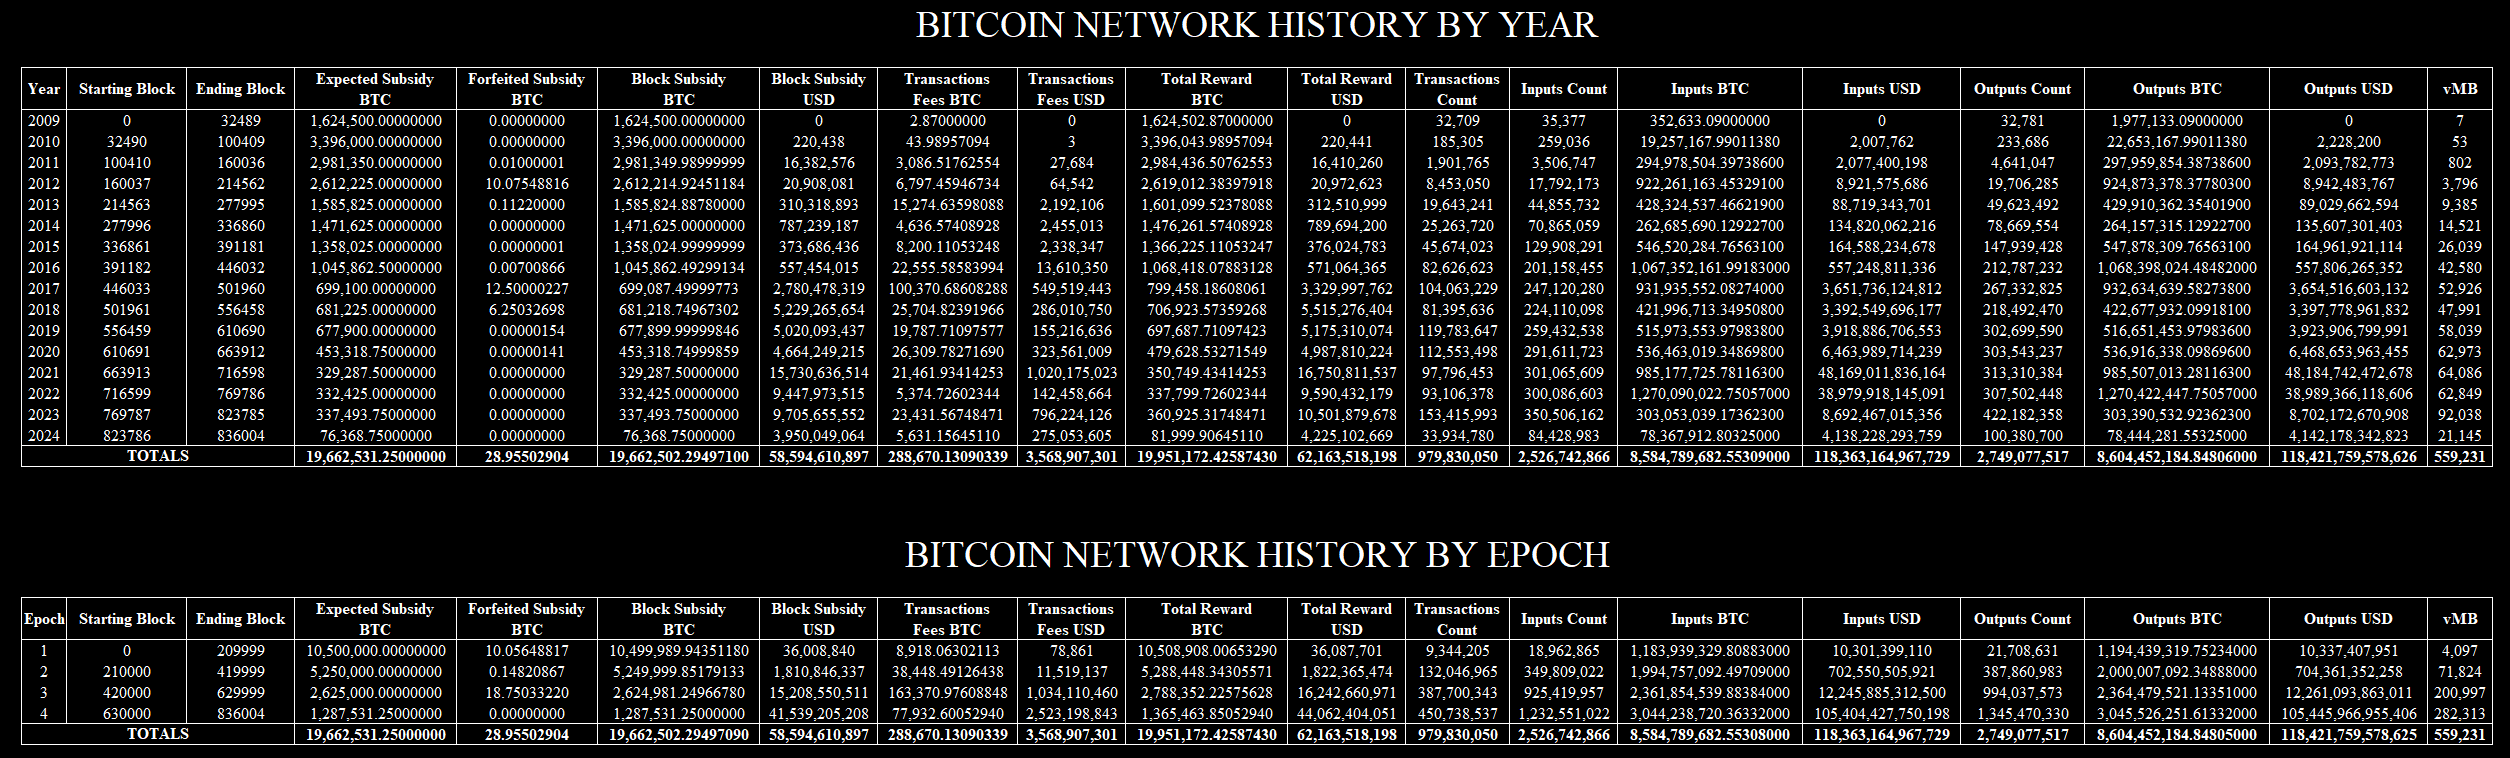 BITCOIN NETWORK HISTORY BY YEAR
Year Starting Block Ending Block Expected Subsidy BTC Forfeited Subsidy BTC Block Subsidy BTC Block Subsidy USD Transactions Fees BTC Transactions Fees USD Total Reward BTC Total Reward USD Transactions Count Inputs Count Inputs BTC Inputs USD Outputs Count Outputs BTC Outputs USD vMB
2009 0 32489 1,624,500.00000000 0.00000000 1,624,500.00000000 0 2.87000000 0 1,624,502.87000000 0 32,709 35,377 352,633.09000000 0 32,781 1,977,133.09000000 0 7
2010 32490 100409 3,396,000.00000000 0.00000000 3,396,000.00000000 220,438 43.98957094 3 3,396,043.98957094 220,441 185,305 259,036 19,257,167.99011380 2,007,762 233,686 22,653,167.99011380 2,228,200 53
2011 100410 160036 2,981,350.00000000 0.01000001 2,981,349.98999999 16,382,576 3,086.51762554 27,684 2,984,436.50762553 16,410,260 1,901,765 3,506,747 294,978,504.39738600 2,077,400,198 4,641,047 297,959,854.38738600 2,093,782,773 802
2012 160037 214562 2,612,225.00000000 10.07548816 2,612,214.92451184 20,908,081 6,797.45946734 64,542 2,619,012.38397918 20,972,623 8,453,050 17,792,173 922,261,163.45329100 8,921,575,686 19,706,285 924,873,378.37780300 8,942,483,767 3,796
2013 214563 277995 1,585,825.00000000 0.11220000 1,585,824.88780000 310,318,893 15,274.63598088 2,192,106 1,601,099.52378088 312,510,999 19,643,241 44,855,732 428,324,537.46621900 88,719,343,701 49,623,492 429,910,362.35401900 89,029,662,594 9,385
2014 277996 336860 1,471,625.00000000 0.00000000 1,471,625.00000000 787,239,187 4,636.57408928 2,455,013 1,476,261.57408928 789,694,200 25,263,720 70,865,059 262,685,690.12922700 134,820,062,216 78,669,554 264,157,315.12922700 135,607,301,403 14,521
2015 336861 391181 1,358,025.00000000 0.00000001 1,358,024.99999999 373,686,436 8,200.11053248 2,338,347 1,366,225.11053247 376,024,783 45,674,023 129,908,291 546,520,284.76563100 164,588,234,678 147,939,428 547,878,309.76563100 164,961,921,114 26,039
2016 391182 446032 1,045,862.50000000 0.00700866 1,045,862.49299134 557,454,015 22,555.58583994 13,610,350 1,068,418.07883128 571,064,365 82,626,623 201,158,455 1,067,352,161.99183000 557,248,811,336 212,787,232 1,068,398,024.48482000 557,806,265,352 42,580
2017 446033 501960 699,100.00000000 12.50000227 699,087.49999773 2,780,478,319 100,370.68608288 549,519,443 799,458.18608061 3,329,997,762 104,063,229 247,120,280 931,935,552.08274000 3,651,736,124,812 267,332,825 932,634,639.58273800 3,654,516,603,132 52,926
2018 501961 556458 681,225.00000000 6.25032698 681,218.74967302 5,229,265,654 25,704.82391966 286,010,750 706,923.57359268 5,515,276,404 81,395,636 224,110,098 421,996,713.34950800 3,392,549,696,177 218,492,470 422,677,932.09918100 3,397,778,961,832 47,991
2019 556459 610690 677,900.00000000 0.00000154 677,899.99999846 5,020,093,437 19,787.71097577 155,216,636 697,687.71097423 5,175,310,074 119,783,647 259,432,538 515,973,553.97983800 3,918,886,706,553 302,699,590 516,651,453.97983600 3,923,906,799,991 58,039
2020 610691 663912 453,318.75000000 0.00000141 453,318.74999859 4,664,249,215 26,309.78271690 323,561,009 479,628.53271549 4,987,810,224 112,553,498 291,611,723 536,463,019.34869800 6,463,989,714,239 303,543,237 536,916,338.09869600 6,468,653,963,455 62,973
2021 663913 716598 329,287.50000000 0.00000000 329,287.50000000 15,730,636,514 21,461.93414253 1,020,175,023 350,749.43414253 16,750,811,537 97,796,453 301,065,609 985,177,725.78116300 48,169,011,836,164 313,310,384 985,507,013.28116300 48,184,742,472,678 64,086
2022 716599 769786 332,425.00000000 0.00000000 332,425.00000000 9,447,973,515 5,374.72602344 142,458,664 337,799.72602344 9,590,432,179 93,106,378 300,086,603 1,270,090,022.75057000 38,979,918,145,091 307,502,448 1,270,422,447.75057000 38,989,366,118,606 62,849
2023 769787 823785 337,493.75000000 0.00000000 337,493.75000000 9,705,655,552 23,431.56748471 796,224,126 360,925.31748471 10,501,879,678 153,415,993 350,506,162 303,053,039.17362300 8,692,467,015,356 422,182,358 303,390,532.92362300 8,702,172,670,908 92,038
2024 823786 836004 76,368.75000000 0.00000000 76,368.75000000 3,950,049,064 5,631.15645110 275,053,605 81,999.90645110 4,225,102,669 33,934,780 84,428,983 78,367,912.80325000 4,138,228,293,759 100,380,700 78,444,281.55325000 4,142,178,342,823 21,145
TOTALS 19,662,531.25000000 28.95502904 19,662,502.29497100 58,594,610,897 288,670.13090339 3,568,907,301 19,951,172.42587430 62,163,518,198 979,830,050 2,526,742,866 8,584,789,682.55309000 118,363,164,967,729 2,749,077,517 8,604,452,184.84806000 118,421,759,578,626 559,231
BITCOIN NETWORK HISTORY BY EPOCH
Epoch Starting Block Ending Block Expected Subsidy BTC Forfeited Subsidy BTC Block Subsidy BTC Block Subsidy USD Transactions Fees BTC Transactions Fees USD Total Reward BTC Total Reward USD Transactions Count Inputs Count Inputs BTC Inputs USD Outputs Count Outputs BTC Outputs USD vMB
1 0 209999 10,500,000.00000000 10.05648817 10,499,989.94351180 36,008,840 8,918.06302113 78,861 10,508,908.00653290 36,087,701 9,344,205 18,962,865 1,183,939,329.80883000 10,301,399,110 21,708,631 1,194,439,319.75234000 10,337,407,951 4,097
2 210000 419999 5,250,000.00000000 0.14820867 5,249,999.85179133 1,810,846,337 38,448.49126438 11,519,137 5,288,448.34305571 1,822,365,474 132,046,965 349,809,022 1,994,757,092.49709000 702,550,505,921 387,860,983 2,000,007,092.34888000 704,361,352,258 71,824
3 420000 629999 2,625,000.00000000 18.75033220 2,624,981.24966780 15,208,550,511 163,370.97608848 1,034,110,460 2,788,352.22575628 16,242,660,971 387,700,343 925,419,957 2,361,854,539.88384000 12,245,885,312,500 994,037,573 2,364,479,521.13351000 12,261,093,863,011 200,997
4 630000 836004 1,287,531.25000000 0.00000000 1,287,531.25000000 41,539,205,208 77,932.60052940 2,523,198,843 1,365,463.85052940 44,062,404,051 450,738,537 1,232,551,022 3,044,238,720.36332000 105,404,427,750,198 1,345,470,330 3,045,526,251.61332000 105,445,966,955,406 282,313
TOTALS 19,662,531.25000000 28.95502904 19,662,502.29497090 58,594,610,897 288,670.13090339 3,568,907,301 19,951,172.42587430 62,163,518,198 979,830,050 2,526,742,866 8,584,789,682.55308000 118,363,164,967,729 2,749,077,517 8,604,452,184.84805000 118,421,759,578,625 559,231